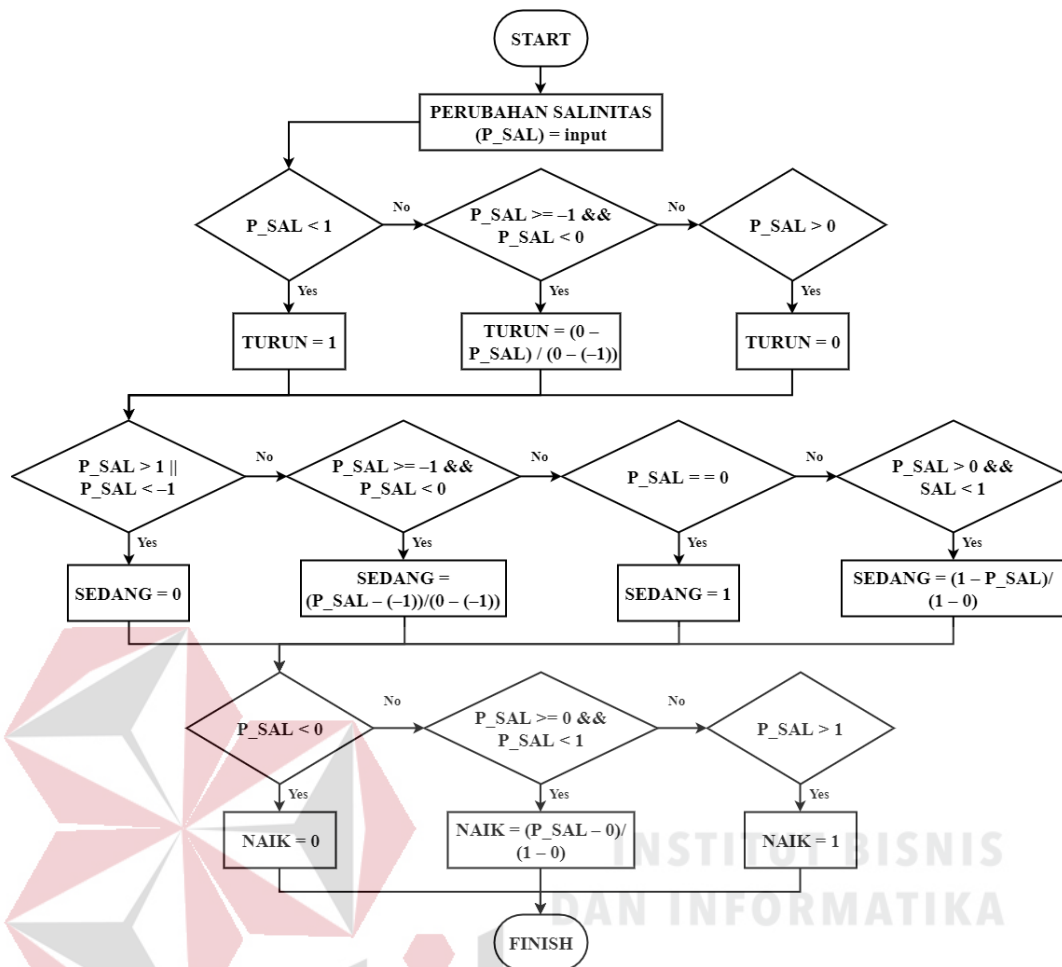 START
PERUBAHAN SALINITAS
(P_SAL) = input
P_SAL < 1
No
P_SAL >= –1 &&
P_SAL < 0
No
P_SAL > 0
Yes
Yes
Yes
TURUN = 1
TURUN = (0 –
P_SAL) / (0 – (–1))
TURUN = 0
P_SAL > 1 ||
P_SAL < –1
No
P_SAL >= –1 &&
P_SAL < 0
No
P_SAL = = 0
No
P_SAL > 0 &&
SAL < 1
Yes
Yes
Yes
Yes
SEDANG = 0
SEDANG =
(P_SAL – (–1))/(0 – (–1))
SEDANG = 1
SEDANG = (1 – P_SAL)/
(1 – 0)
P_SAL < 0
No
P_SAL >= 0 &&
P_SAL < 1
No
P_SAL > 1
Yes
Yes
Yes
NAIK = 0
NAIK = (P_SAL – 0)/
(1 – 0)
NAIK = 1
INSTITUT BISNIS
DAN INFORMATIKA
FINISH